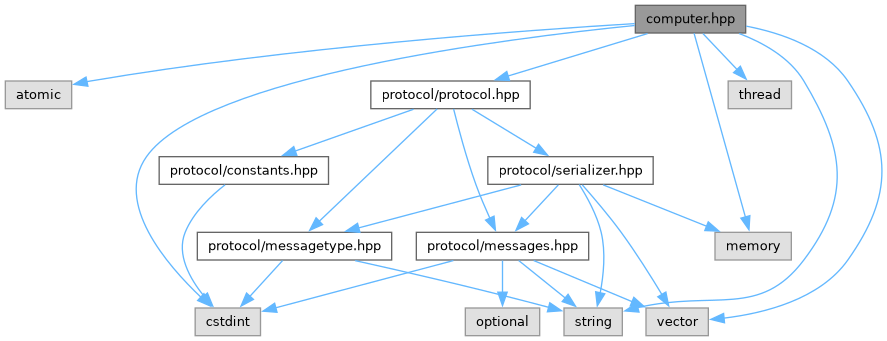 computer.hpp
atomic
protocol/protocol.hpp
thread
protocol/constants.hpp
protocol/serializer.hpp
protocol/messagetype.hpp
protocol/messages.hpp
memory
cstdint
optional
string
vector